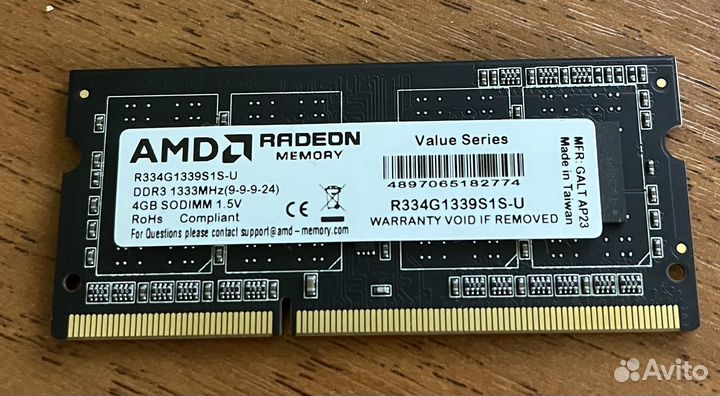 AMD RADEON
MEMORY
R334G1339S1S-U
DDR3 1333MHz(9-9-9-24)
4GB SODIMM 1.5V
RoHs Compliant
For Questions please contact support@amd-memory.com
CE
Value Series
4897065182774
R334G1339S1S-U
WARRANTY VOID IF REMOVED
MFR: GALT AP23
Made in Taiwan
Avito